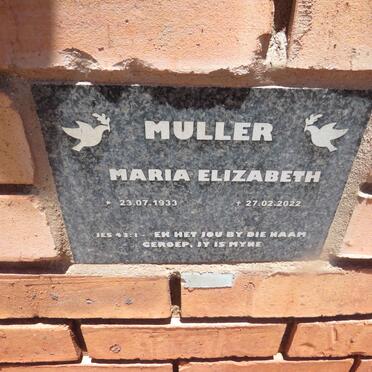 MULLER
MARIA ELIZABETH
* 23.07.1933 † 27.02.2022
JES 43:1 - EK HET JOU BY DIE NAAM
GEROEP, JY IS MYNE